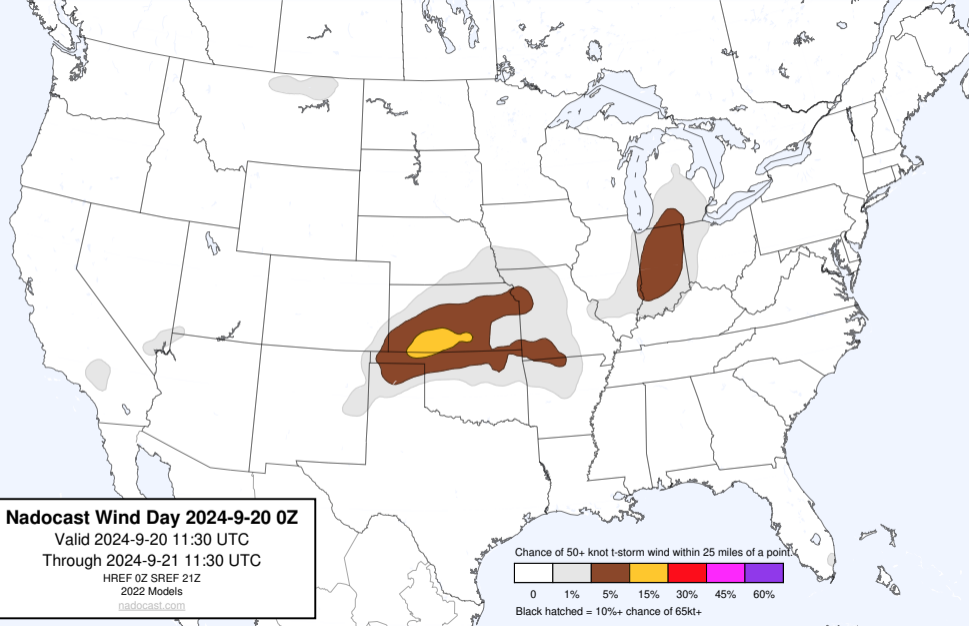 Nadocast Wind Day 2024-9-20 0Z
Valid 2024-9-20 11:30 UTC
Through 2024-9-21 11:30 UTC
HREF 0Z SREF 21Z
2022 Models
nadocast.com
Chance of 50+ knot t-storm wind within 25 miles of a point.
0 1% 5% 15% 30% 45% 60%
Black hatched = 10%+ chance of 65kt+